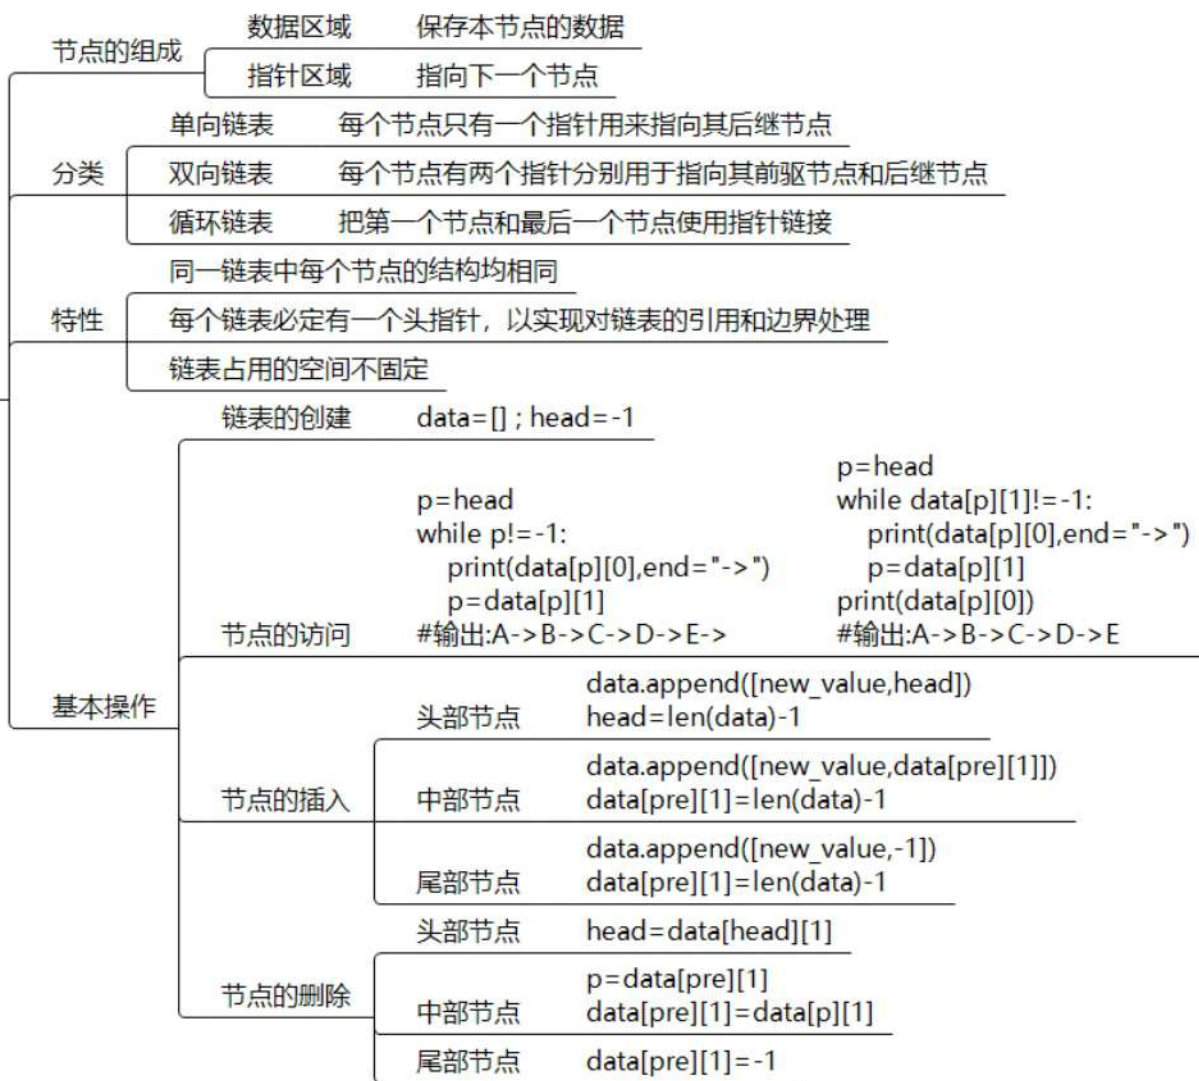 节点的组成
数据区域 保存本节点的数据
指针区域 指向下一个节点
分类
单向链表 每个节点只有一个指针用来指向其后继节点
双向链表 每个节点有两个指针分别用于指向其前驱节点和后继节点
循环链表 把第一个节点和最后一个节点使用指针链接
特性
同一链表中每个节点的结构均相同
每个链表必定有一个头指针，以实现对链表的引用和边界处理
链表占用的空间不固定
基本操作
链表的创建 data=[] ; head=-1
节点的访问
p=head
while p!=-1:
print(data[p][0],end="->")
p=data[p][1]
#输出:A->B->C->D->E->
p=head
while data[p][1]!=-1:
print(data[p][0],end="->")
p=data[p][1]
print(data[p][0])
#输出:A->B->C->D->E
节点的插入
头部节点
data.append([new_value,head])
head=len(data)-1
中部节点
data.append([new_value,data[pre][1]])
data[pre][1]=len(data)-1
尾部节点
data.append([new_value,-1])
data[pre][1]=len(data)-1
节点的删除
头部节点 head=data[head][1]
中部节点
p=data[pre][1]
data[pre][1]=data[p][1]
尾部节点 data[pre][1]=-1